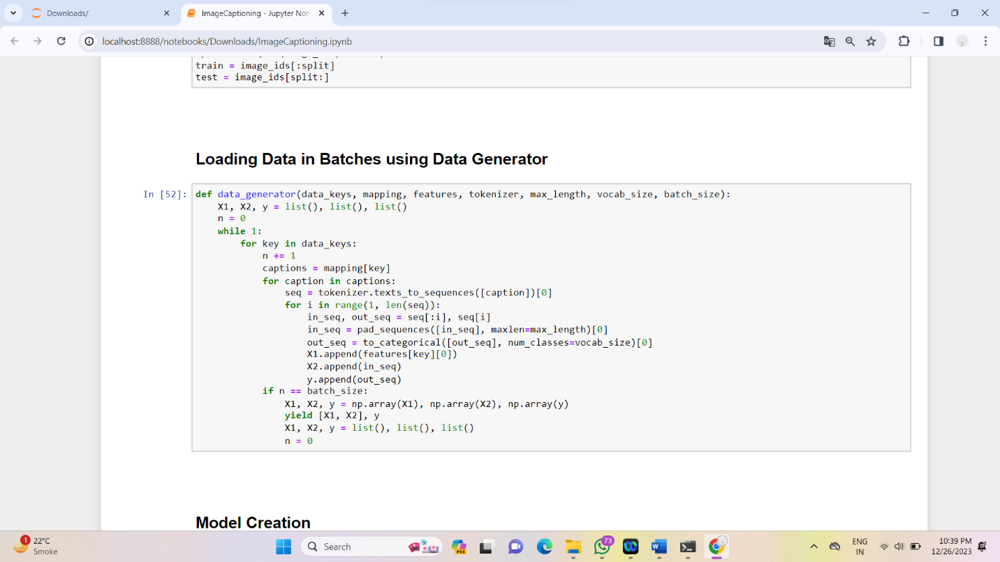 Downloads/
ImageCaptioning - Jupyter Not
localhost:8888/notebooks/Downloads/ImageCaptioning.ipynb
train = image_ids[:split]
test = image_ids[split:]
Loading Data in Batches using Data Generator
In [52]:
def data_generator(data_keys, mapping, features, tokenizer, max_length, vocab_size, batch_size):
    X1, X2, y = list(), list(), list()
    n = 0
    while 1:
        for key in data_keys:
            n += 1
            captions = mapping[key]
            for caption in captions:
                seq = tokenizer.texts_to_sequences([caption])[0]
                for i in range(1, len(seq)):
                    in_seq, out_seq = seq[:i], seq[i]
                    in_seq = pad_sequences([in_seq], maxlen=max_length)[0]
                    out_seq = to_categorical([out_seq], num_classes=vocab_size)[0]
                    X1.append(features[key][0])
                    X2.append(in_seq)
                    y.append(out_seq)
            if n == batch_size:
                X1, X2, y = np.array(X1), np.array(X2), np.array(y)
                yield [X1, X2], y
                X1, X2, y = list(), list(), list()
                n = 0
Model Creation
1
22°C
Smoke
Search
PRE
73
ENG
IN
10:39 PM
12/26/2023